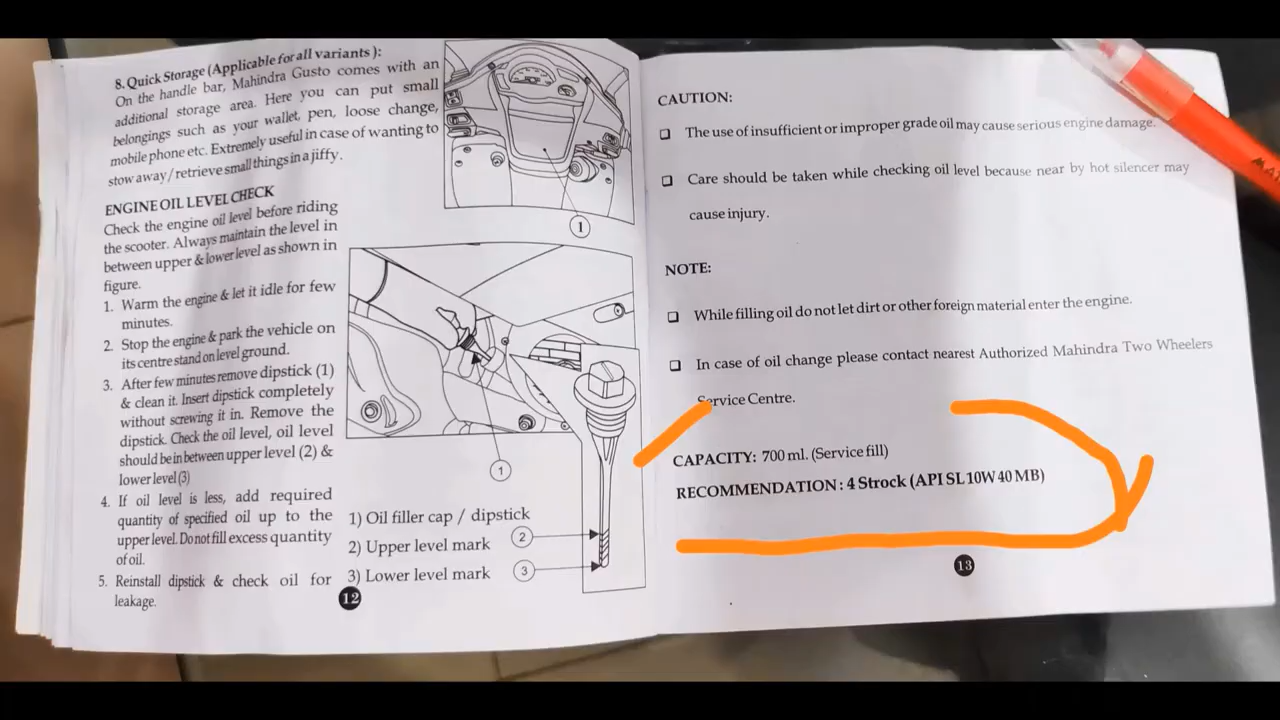 8. Quick Storage (Applicable for all variants ):
On the handle bar, Mahindra Gusto comes with an
additional storage area. Here you can put small
belongings such as your wallet, pen, loose change,
mobile phone etc. Extremely useful in case of wanting to
stow away/ retrieve small things in a jiffy.
1
ENGINE OIL LEVEL CHECK
Check the engine oil level before riding
the scooter. Always maintain the level in
between upper & lower level as shown in
figure.
1. Warm the engine & let it idle for few
minutes.
2. Stop the engine & park the vehicle on
its centre stand on level ground.
3. After few minutes remove dipstick (1)
& clean it. Insert dipstick completely
without screwing it in. Remove the
dipstick. Check the oil level, oil level
should be in between upper level (2) &
lower level (3)
4. If oil level is less, add required
quantity of specified oil up to the
upper level. Do not fill excess quantity
of oil.
5. Reinstall dipstick & check oil for
leakage.
1
1) Oil filler cap / dipstick
2) Upper level mark
3) Lower level mark
2
3
12
CAUTION:
❑ The use of insufficient or improper grade oil may cause serious engine damage.
❑ Care should be taken while checking oil level because near by hot silencer may
cause injury.
NOTE:
❑ While filling oil do not let dirt or other foreign material enter the engine.
❑ In case of oil change please contact nearest Authorized Mahindra Two Wheelers
Service Centre.
CAPACITY: 700 ml. (Service fill)
RECOMMENDATION : 4 Strock (API SL 10W 40 MB)
13